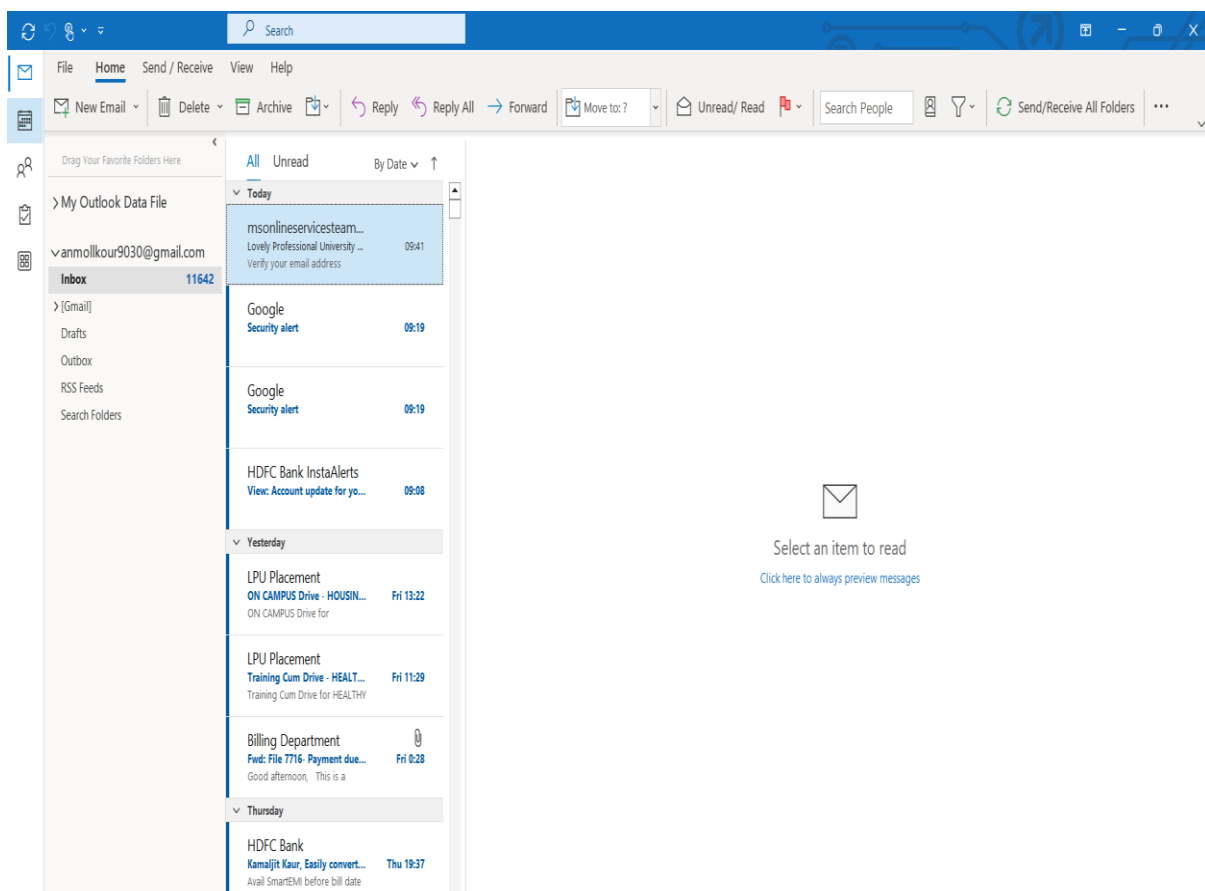 Search
File Home Send / Receive View Help
New Email Delete Archive Reply Reply All Forward Move to: ? Unread/ Read Search People Send/Receive All Folders
Drag Your Favorite Folders Here
My Outlook Data File
anmollkour9030@gmail.com
Inbox 11642
[Gmail]
Drafts
Outbox
RSS Feeds
Search Folders
All Unread By Date
Today
msonlineservicesteam...
Lovely Professional University ... 09:41
Verify your email address
Google
Security alert 09:19
Google
Security alert 09:19
HDFC Bank InstaAlerts
View: Account update for yo... 09:08
Yesterday
LPU Placement
ON CAMPUS Drive - HOUSIN... Fri 13:22
ON CAMPUS Drive for
LPU Placement
Training Cum Drive - HEALT... Fri 11:29
Training Cum Drive for HEALTHY
Billing Department
Fwd: File 7716- Payment due... Fri 0:28
Good afternoon, This is a
Thursday
HDFC Bank
Kamaljit Kaur, Easily convert... Thu 19:37
Avail SmartEMI before bill date
Select an item to read
Click here to always preview messages